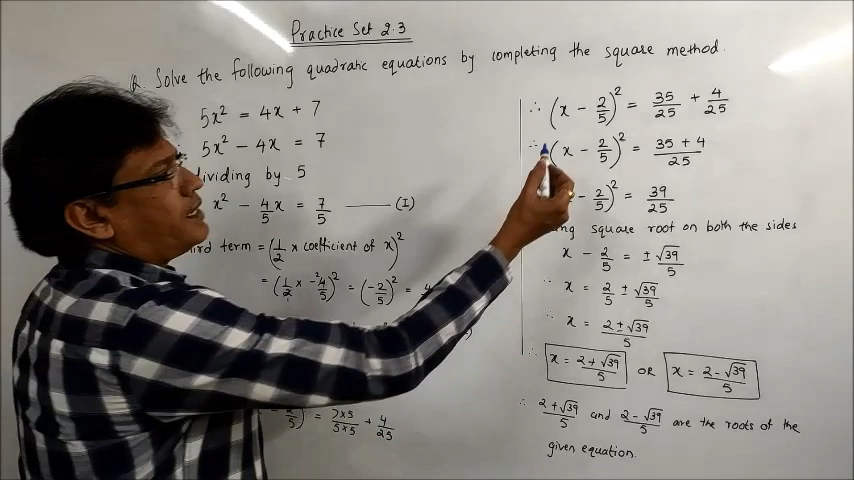 Practice Set 2.3
Q. Solve the following quadratic equations by completing the square method.
5x² = 4x + 7
5x² - 4x = 7
dividing by 5
x² - 4/5 x = 7/5 —— (I)
term = (1/2 × coefficient of x)²
= (1/2 × -4/5)² = (-2/5)² = 4
2/5) = 7×5/5×5 + 4/25
∴ (x - 2/5)² = 35/25 + 4/25
∴ (x - 2/5)² = 35 + 4/25
- 2/5)² = 39/25
square root on both the sides
x - 2/5 = ± √39/5
∴ x = 2/5 ± √39/5
∴ x = 2 ± √39/5
∴ x = 2 + √39/5 OR x = 2 - √39/5
∴ 2 + √39/5 and 2 - √39/5 are the roots of the
given equation.